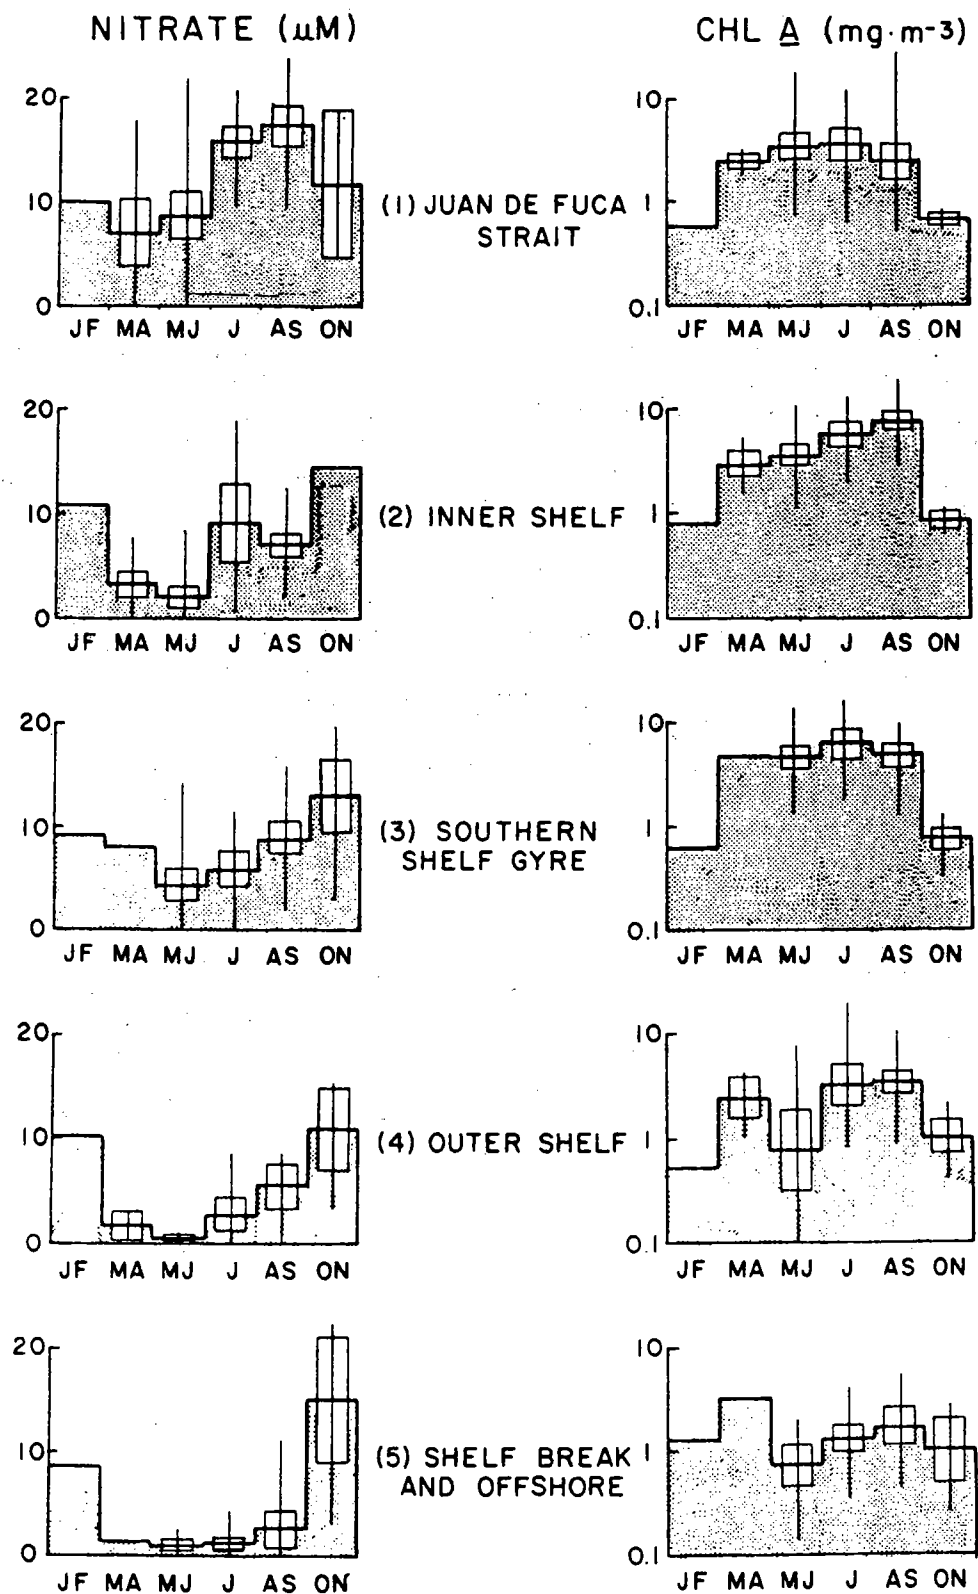 NITRATE (µM)
CHL A (mg·m-3)
20
10
0
JF MA MJ J AS ON
(1) JUAN DE FUCA
STRAIT
10
1
0.1
JF MA MJ J AS ON
20
10
0
JF MA MJ J AS ON
(2) INNER SHELF
10
1
0.1
JF MA MJ J AS ON
20
10
0
JF MA MJ J AS ON
(3) SOUTHERN
SHELF GYRE
10
1
0.1
JF MA MJ J AS ON
20
10
0
JF MA MJ J AS ON
(4) OUTER SHELF
10
1
0.1
JF MA MJ J AS ON
20
10
0
JF MA MJ J AS ON
(5) SHELF BREAK
AND OFFSHORE
10
1
0.1
JF MA MJ J AS ON